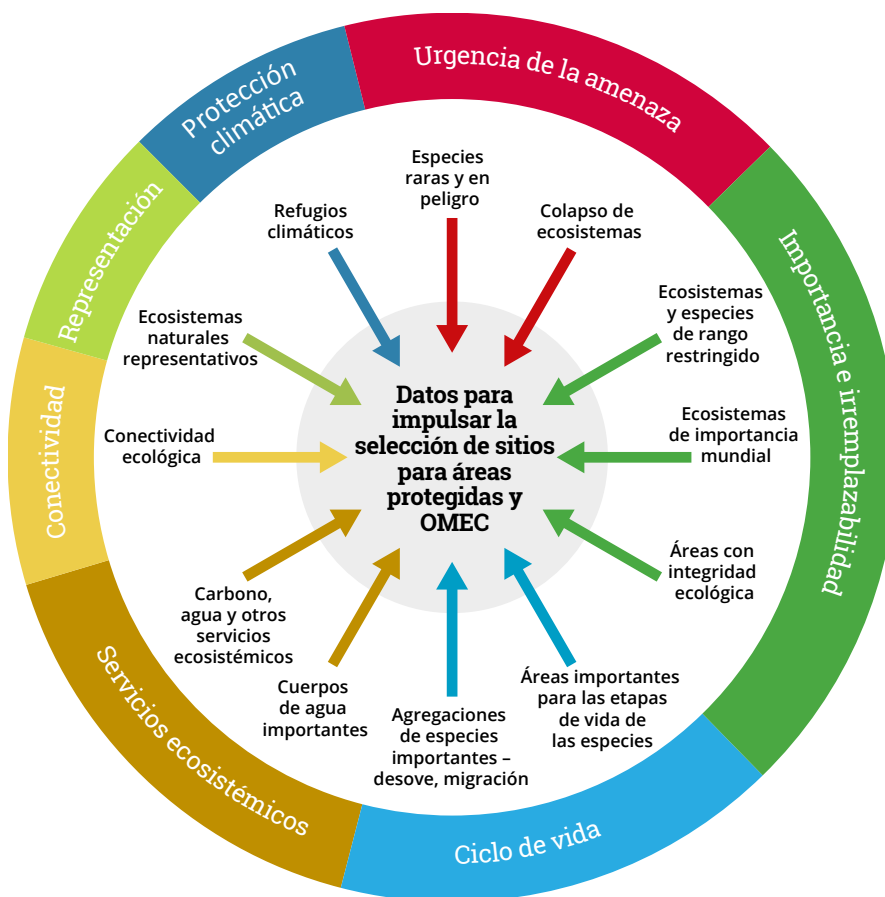 Urgencia de la amenaza
Protección
climática
Representación
Conectividad
Servicios ecosistémicos
Ciclo de vida
Importancia e irremplazabilidad
Especies
raras y en
peligro
Colapso de
ecosistemas
Ecosistemas
y especies
de rango
restringido
Ecosistemas
de importancia
mundial
Áreas con
integridad
ecológica
Áreas importantes
para las etapas
de vida de
las especies
Agregaciones
de especies
importantes –
desove, migración
Cuerpos
de agua
importantes
Carbono,
agua y otros
servicios
ecosistémicos
Conectividad
ecológica
Ecosistemas
naturales
representativos
Refugios
climáticos
Datos para
impulsar la
selección de sitios
para áreas
protegidas y
OMEC